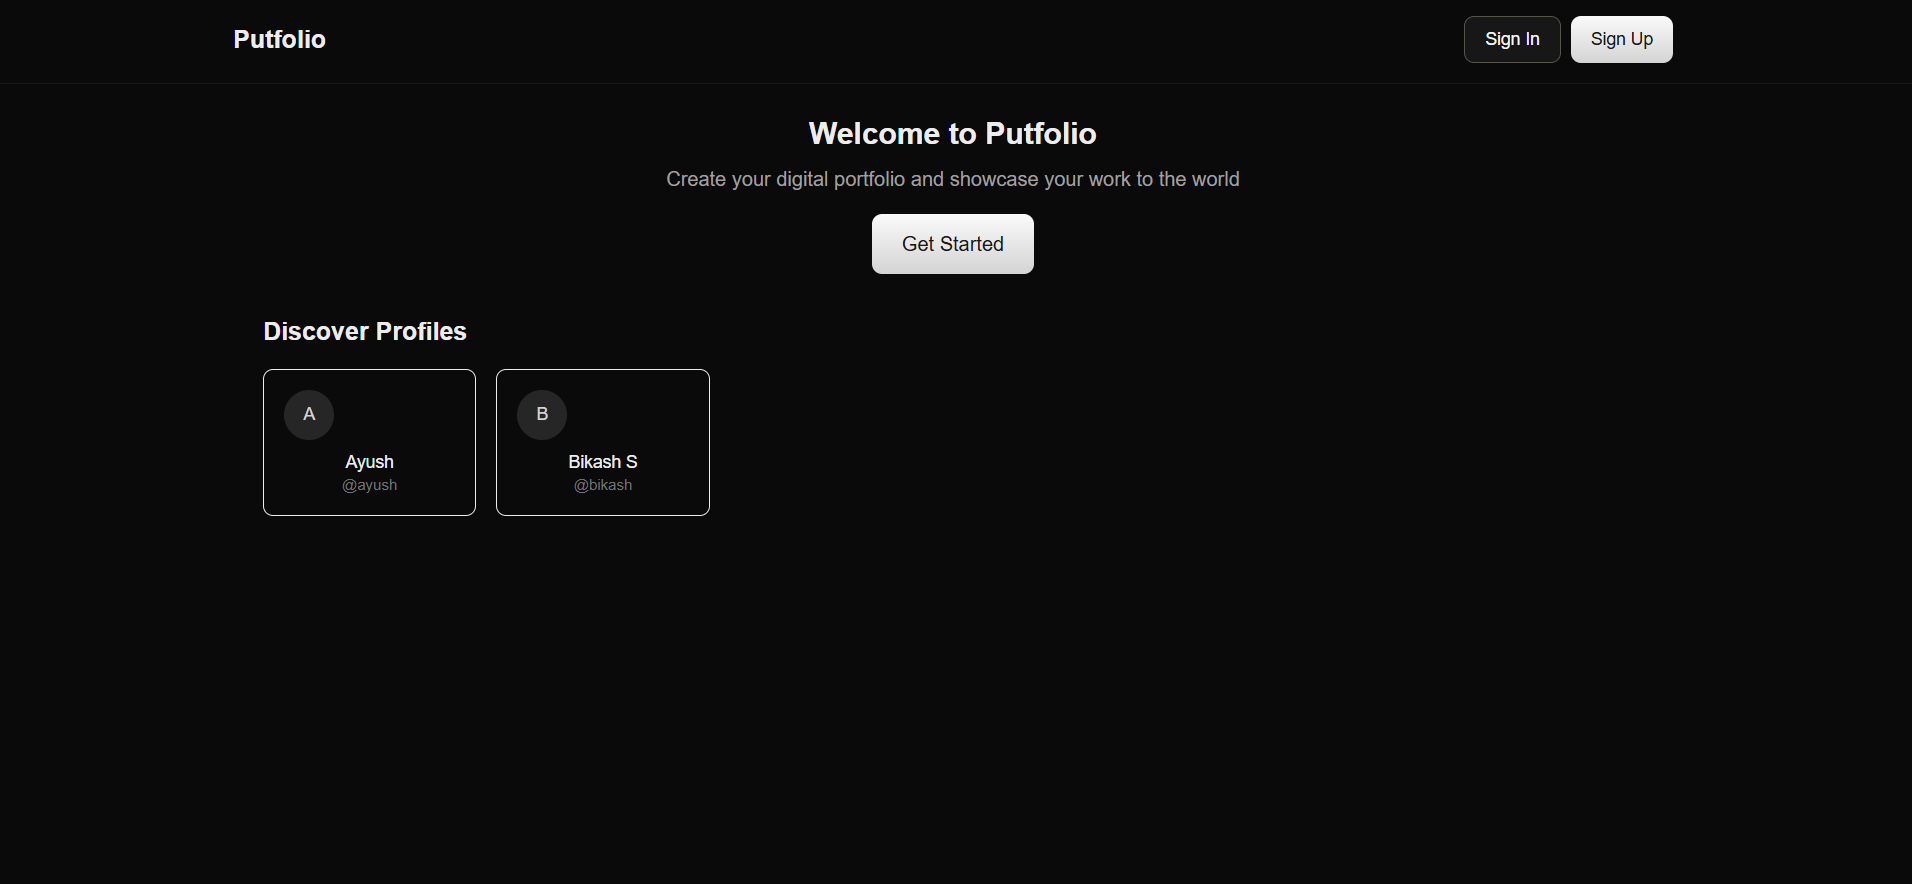 Putfolio
Sign In
Sign Up
Welcome to Putfolio
Create your digital portfolio and showcase your work to the world
Get Started
Discover Profiles
A
Ayush
@ayush
B
Bikash S
@bikash